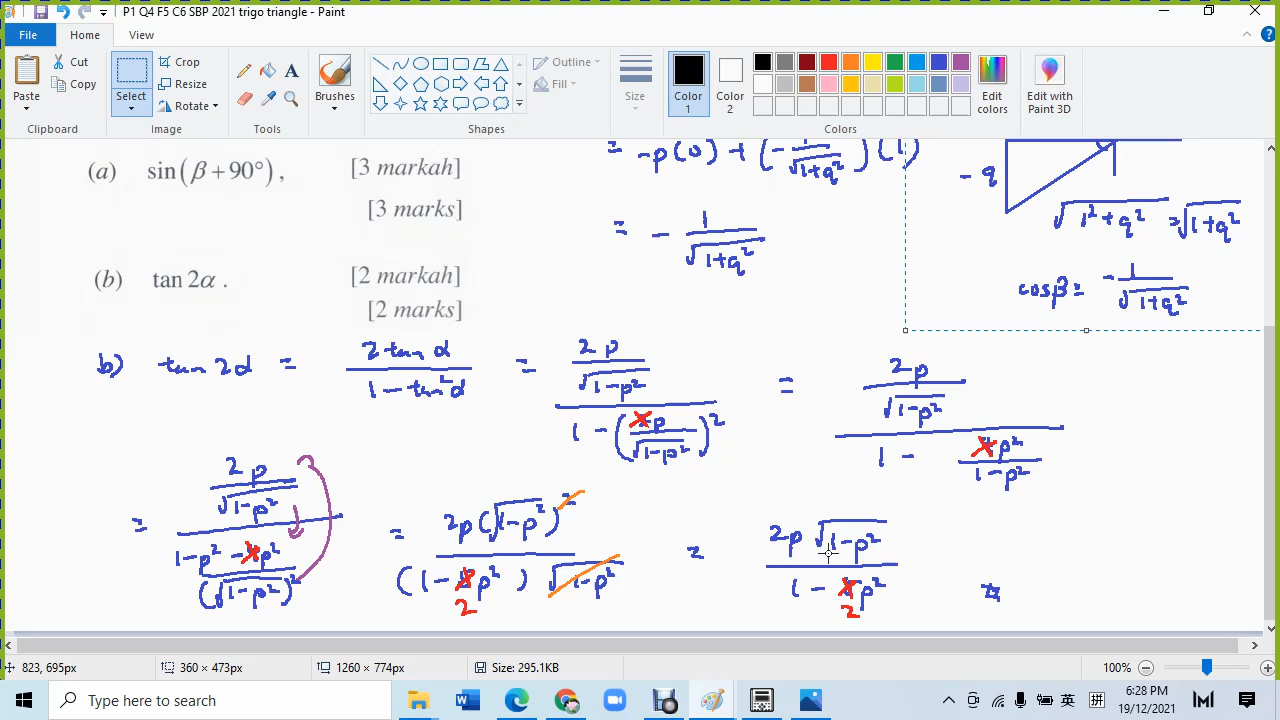 P1 Q4 F5 C6 SBP 2021 trigo triangle - Paint
File Home View
Paste Cut Copy Clipboard
Select Crop Resize Rotate Image
Tools
Brushes
Shapes Outline Fill
Size
Color 1 Color 2 Colors
Edit colors
Edit with Paint 3D
= -p(0) + (-1/√(1+q²))(1)
(a) sin(β + 90°), [3 markah]
[3 marks]
= - 1/√(1+q²)
- q
√(1²+q²) = √(1+q²)
(b) tan 2α . [2 markah]
[2 marks]
cosβ = -1/√(1+q²)
b) tan 2α = 2 tan α/(1 - tan²α) = (2p/√(1-p²))/(1 - (p/√(1-p²))²) = (2p/√(1-p²))/(1 - p²/(1-p²))
= (2p/√(1-p²))/((1-p² - p²)/(√(1-p²))²) = 2p(√(1-p²))²/((1 - 2p²)√(1-p²)) = 2p√(1-p²)/(1 - 2p²)
823, 695px 360 × 473px 1260 × 774px Size: 295.1KB 100%
Type here to search
英 拼 6:28 PM
19/12/2021